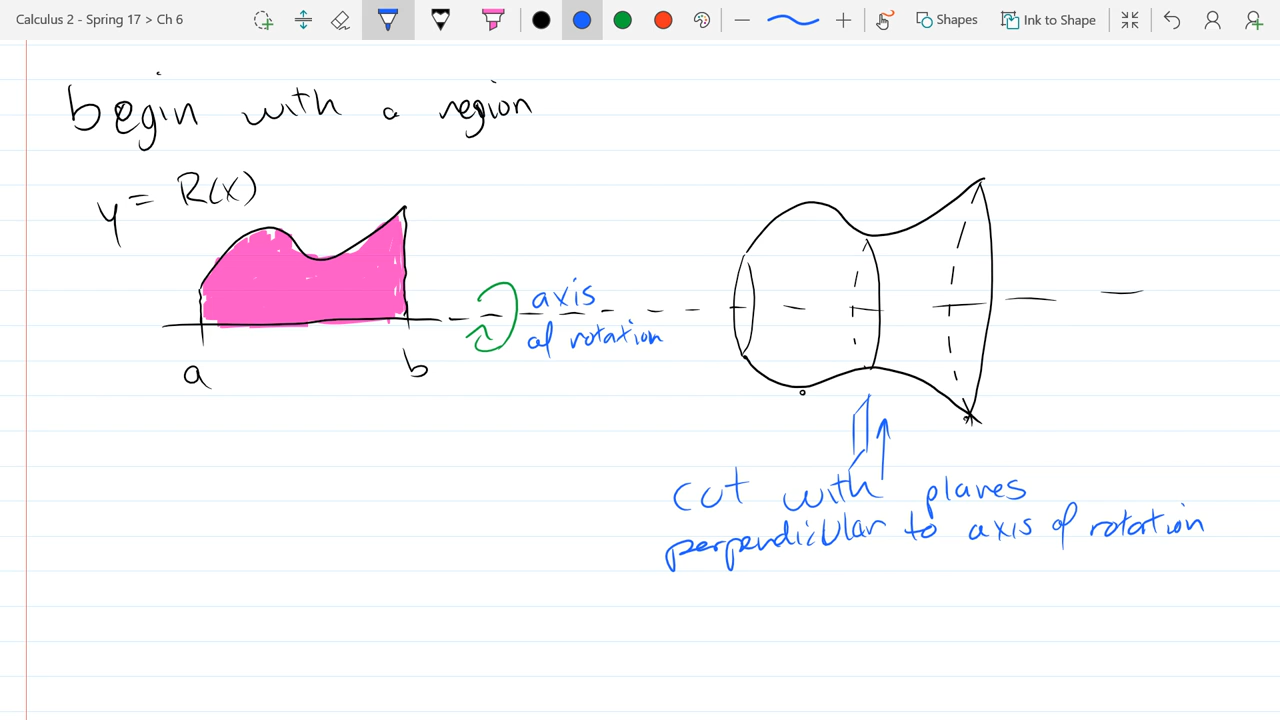 Calculus 2 - Spring 17 > Ch 6
Shapes
Ink to Shape
begin with a region
y = R(x)
axis
of rotation
a
b
cut with planes
perpendicular to axis of rotation